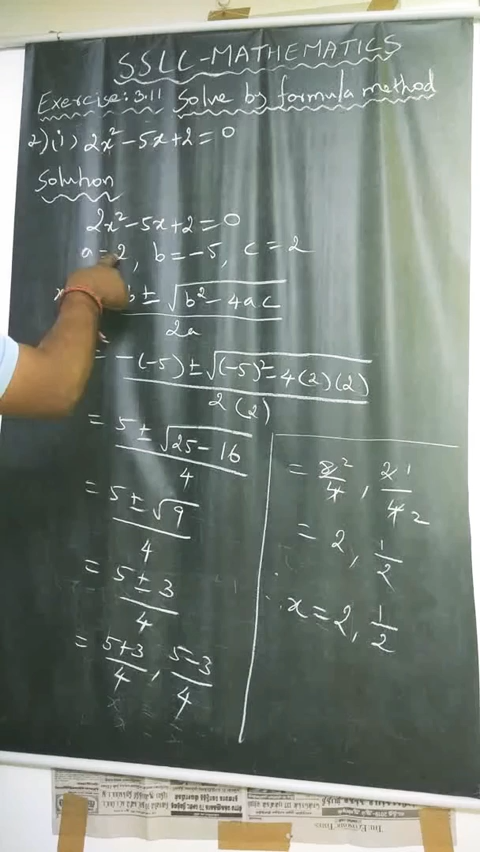 SSLC-MATHEMATICS
Exercise: 3.11 Solve by formula method
2) (i) 2x² - 5x + 2 = 0
Solution
2x² - 5x + 2 = 0
a = 2, b = -5, c = 2
b ± √(b² - 4ac)
2a
= -(-5) ± √((-5)² - 4(2)(2))
2(2)
= 5 ± √(25 - 16)
4
= 5 ± √9
4
= 5 ± 3
4
= 5+3/4, 5-3/4
= 8²/4, 2¹/4₂
= 2, 1/2
∴ x = 2, 1/2